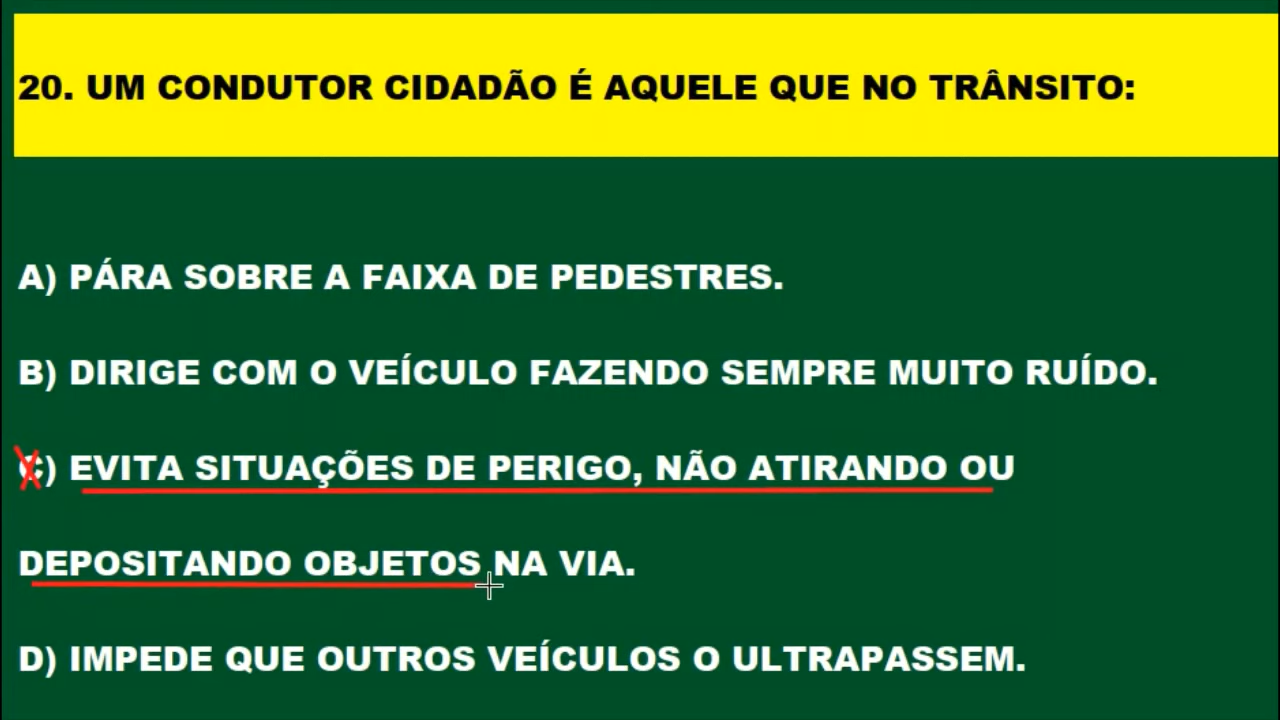 20. UM CONDUTOR CIDADÃO É AQUELE QUE NO TRÂNSITO:
A) PÁRA SOBRE A FAIXA DE PEDESTRES.
B) DIRIGE COM O VEÍCULO FAZENDO SEMPRE MUITO RUÍDO.
C) EVITA SITUAÇÕES DE PERIGO, NÃO ATIRANDO OU
DEPOSITANDO OBJETOS NA VIA.
D) IMPEDE QUE OUTROS VEÍCULOS O ULTRAPASSEM.